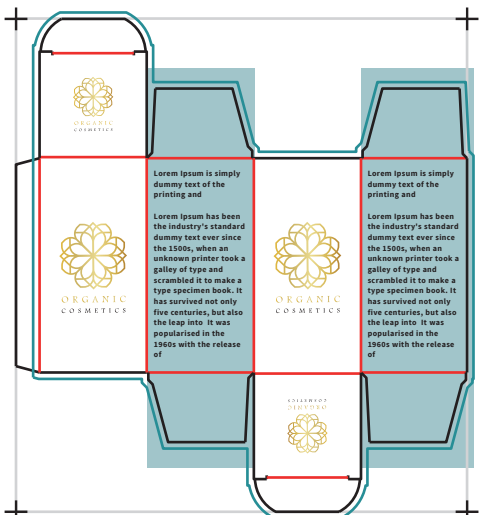 ORGANIC
COSMETICS
Lorem Ipsum is simply
dummy text of the
printing and
Lorem Ipsum has been
the industry's standard
dummy text ever since
the 1500s, when an
unknown printer took a
galley of type and
scrambled it to make a
type specimen book. It
has survived not only
five centuries, but also
the leap into  It was
popularised in the
1960s with the release
of
Lorem Ipsum is simply
dummy text of the
printing and
Lorem Ipsum has been
the industry's standard
dummy text ever since
the 1500s, when an
unknown printer took a
galley of type and
scrambled it to make a
type specimen book. It
has survived not only
five centuries, but also
the leap into  It was
popularised in the
1960s with the release
of
ORGANIC
COSMETICS
ORGANIC
COSMETICS
ORGANIC
COSMETICS